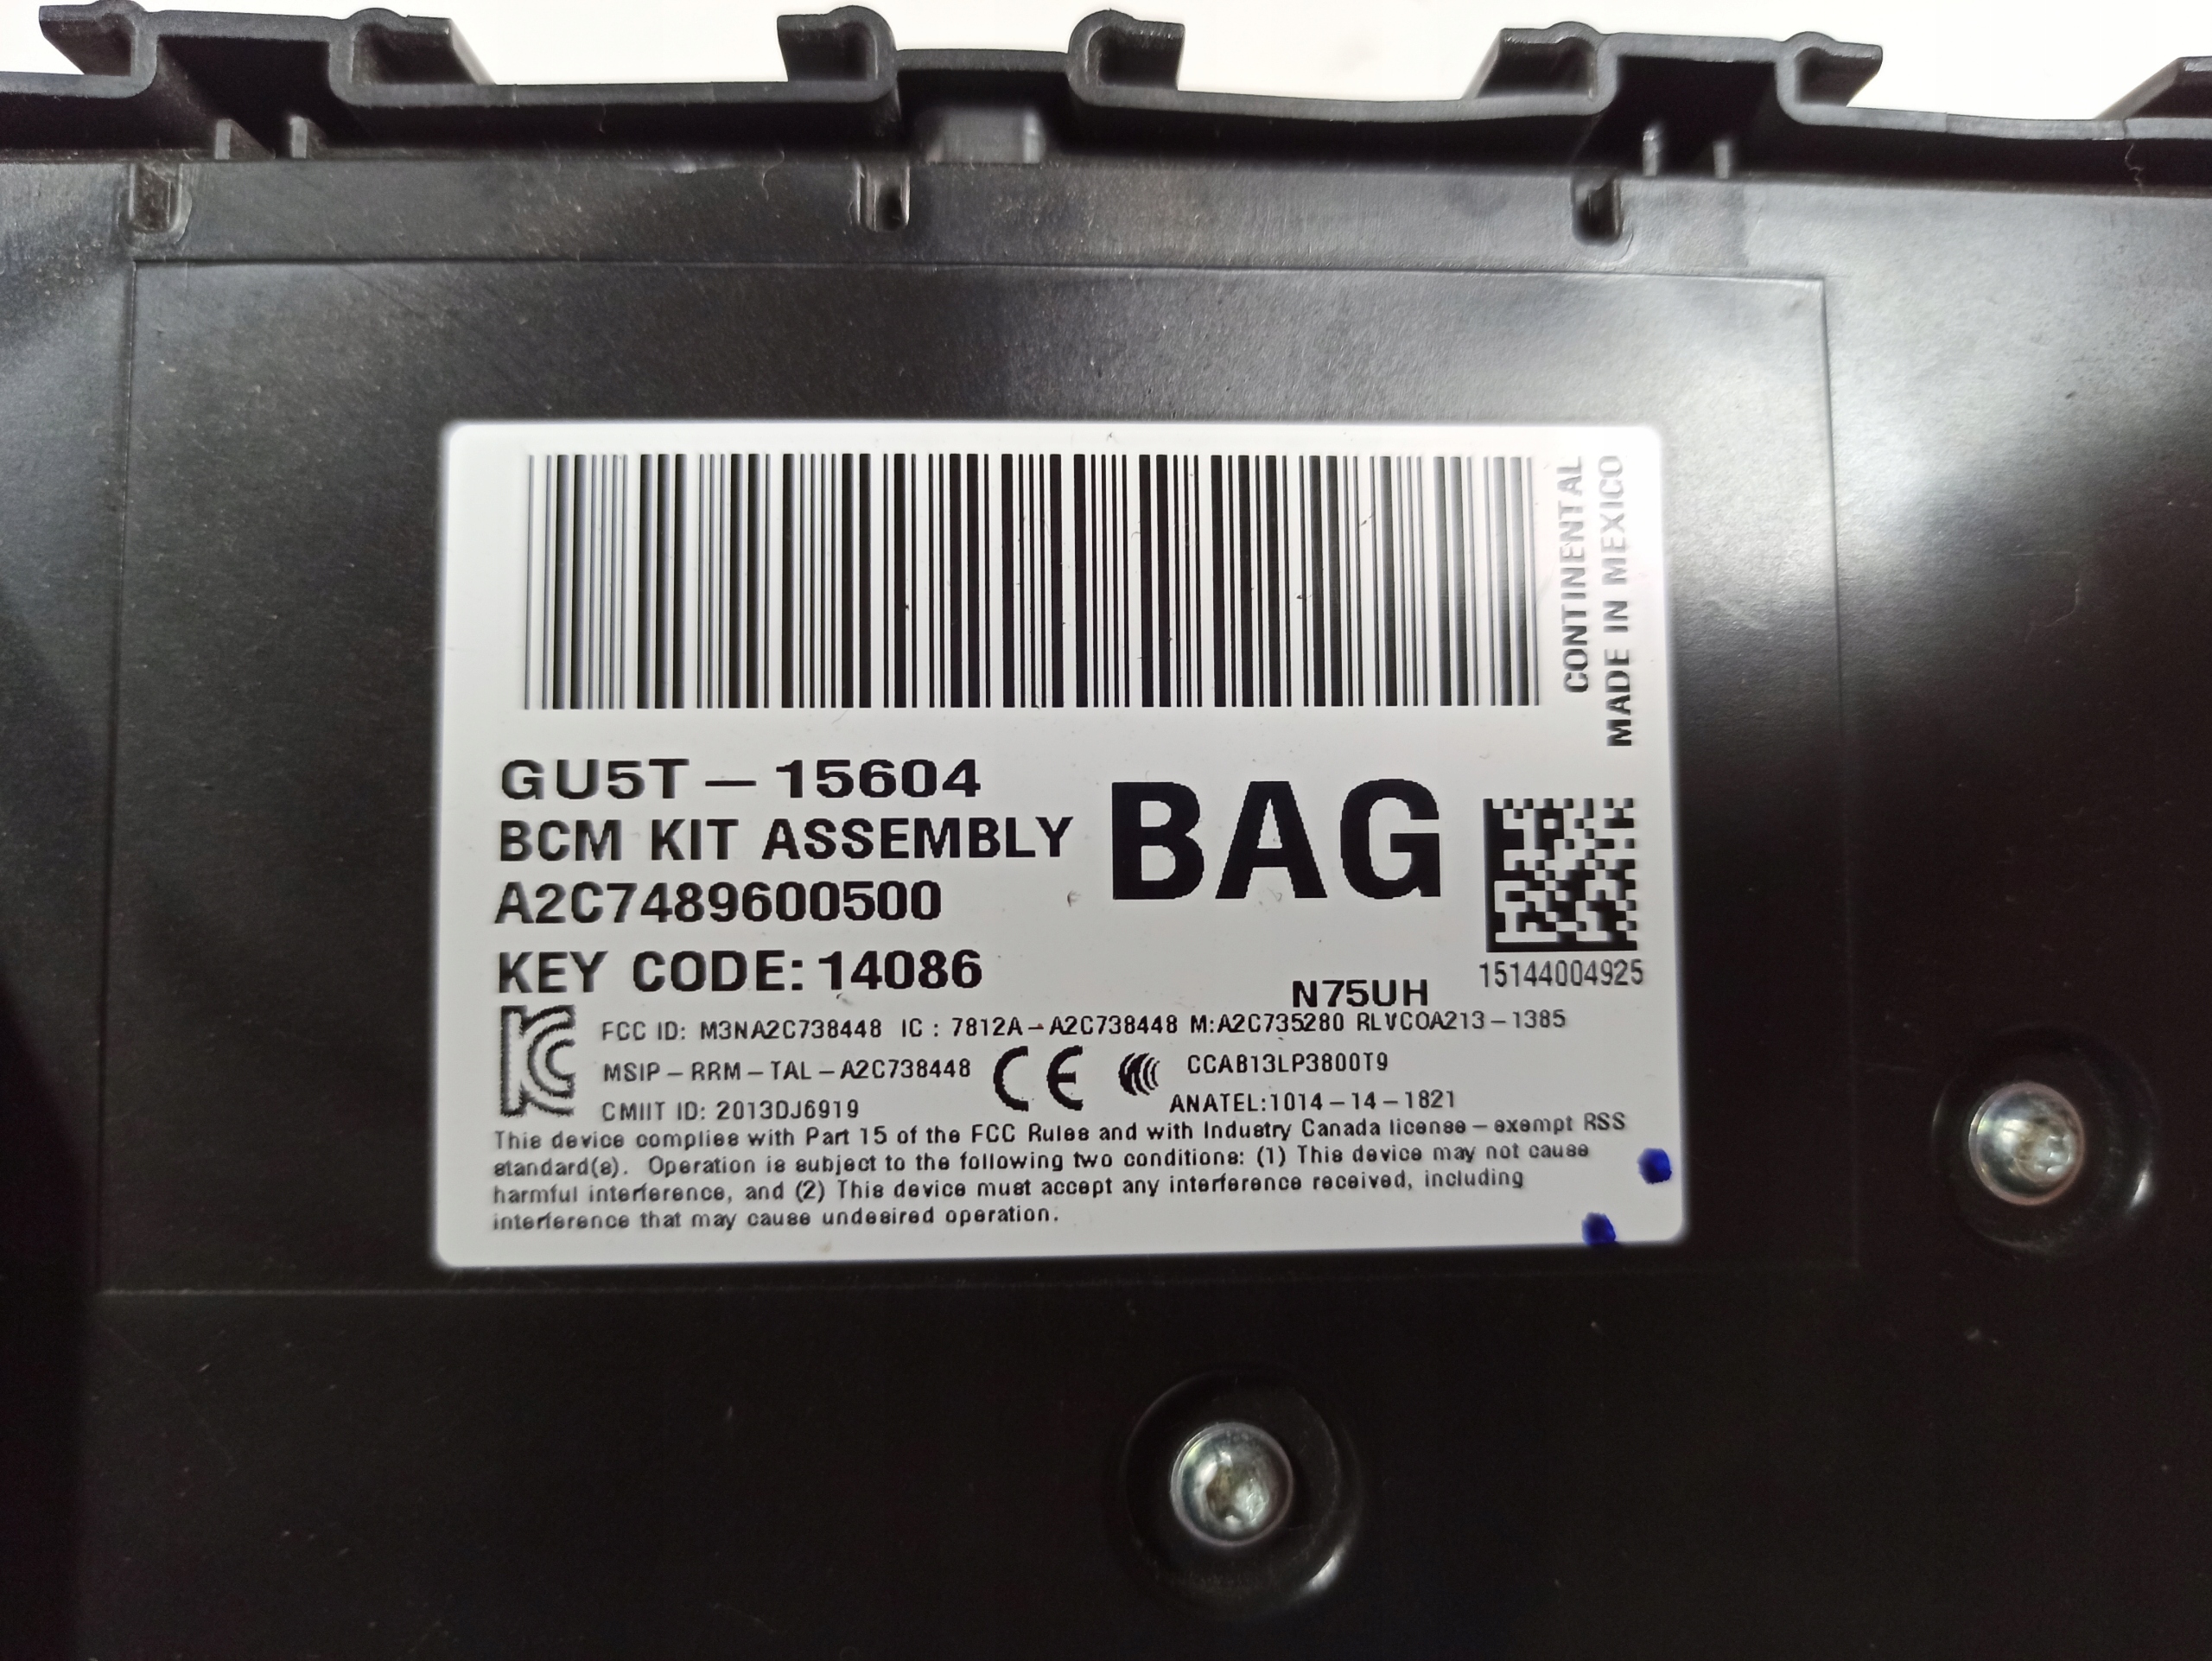 CONTINENTAL
MADE IN MEXICO
GU5T-15604
BCM KIT ASSEMBLY
BAG
A2C7489600500
KEY CODE: 14086
15144004925
N75UH
FCC ID: M3NA2C738448 IC : 7812A-A2C738448 M:A2C735280 RLVCOA213-1385
MSIP-RRM-TAL-A2C738448 CE CCAB13LP3800T9
CMIIT ID: 2013DJ6919 ANATEL:1014-14-1821
This device complies with Part 15 of the FCC Rules and with Industry Canada license-exempt RSS
standard(s). Operation is subject to the following two conditions: (1) This device may not cause
harmful interference, and (2) This device must accept any interference received, including
interference that may cause undesired operation.